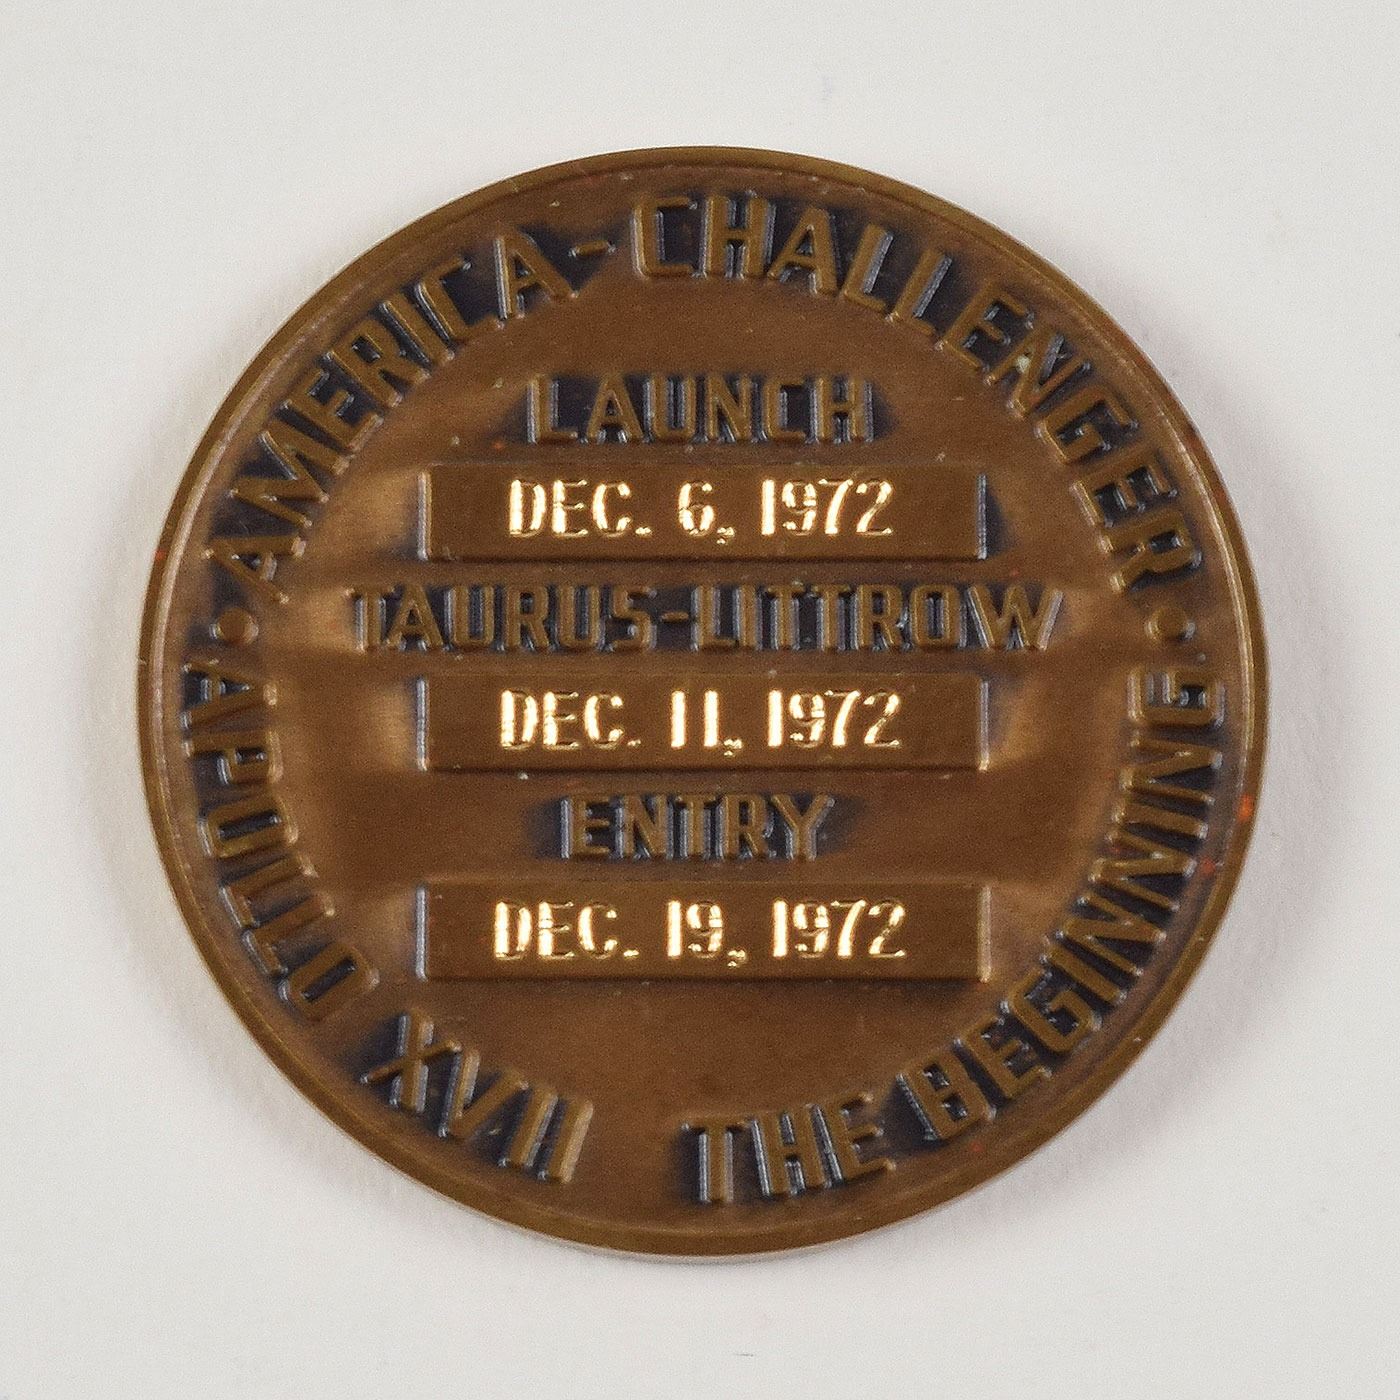 AMERICA - CHALLENGER
LAUNCH
DEC. 6, 1972
TAURUS-LITTROW
DEC. 11, 1972
ENTRY
DEC. 19, 1972
• APOLLO XVII THE BEGINNING •